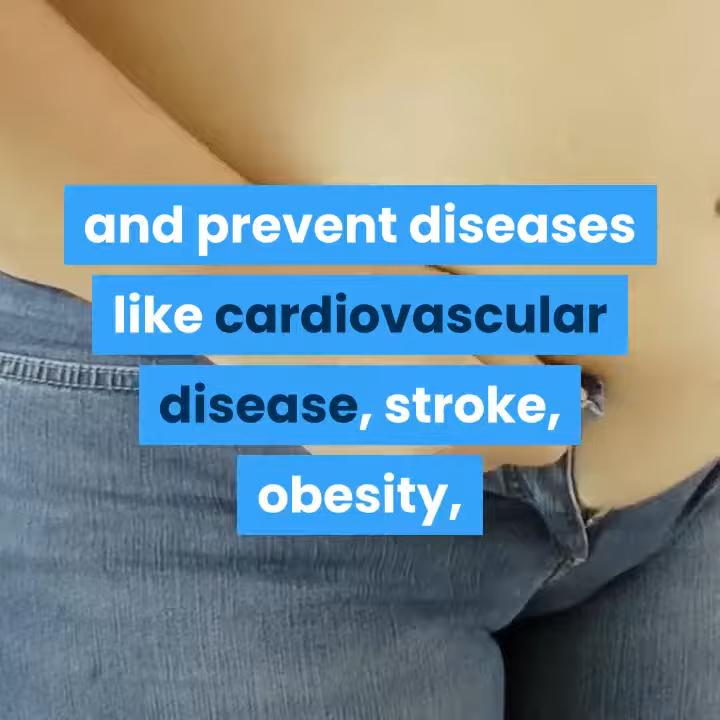 and prevent diseases
like cardiovascular
disease, stroke,
obesity,